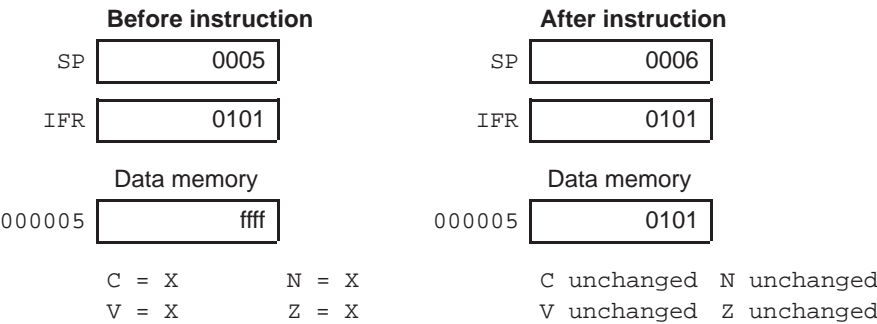 Before instruction After instruction
SP 0005 SP 0006
IFR 0101 IFR 0101
Data memory Data memory
000005 ffff 000005 0101
C = X N = X C unchanged N unchanged
V = X Z = X V unchanged Z unchanged